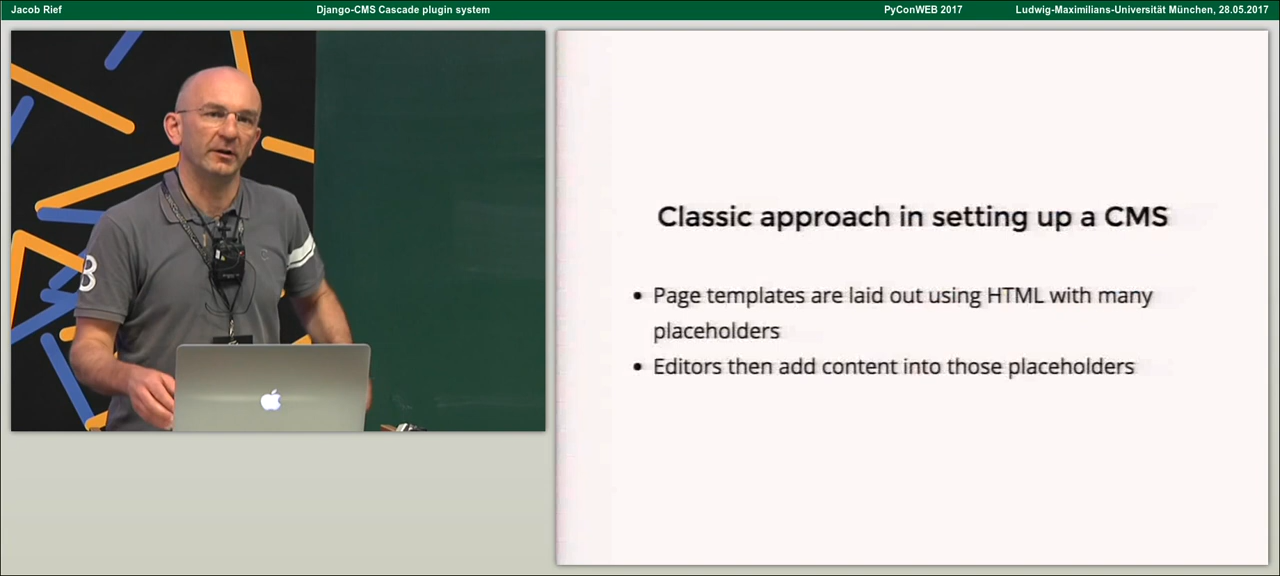 Jacob Rief Django-CMS Cascade plugin system PyConWEB 2017 Ludwig-Maximilians-Universität München, 28.05.2017
3
Classic approach in setting up a CMS
• Page templates are laid out using HTML with many
placeholders
• Editors then add content into those placeholders